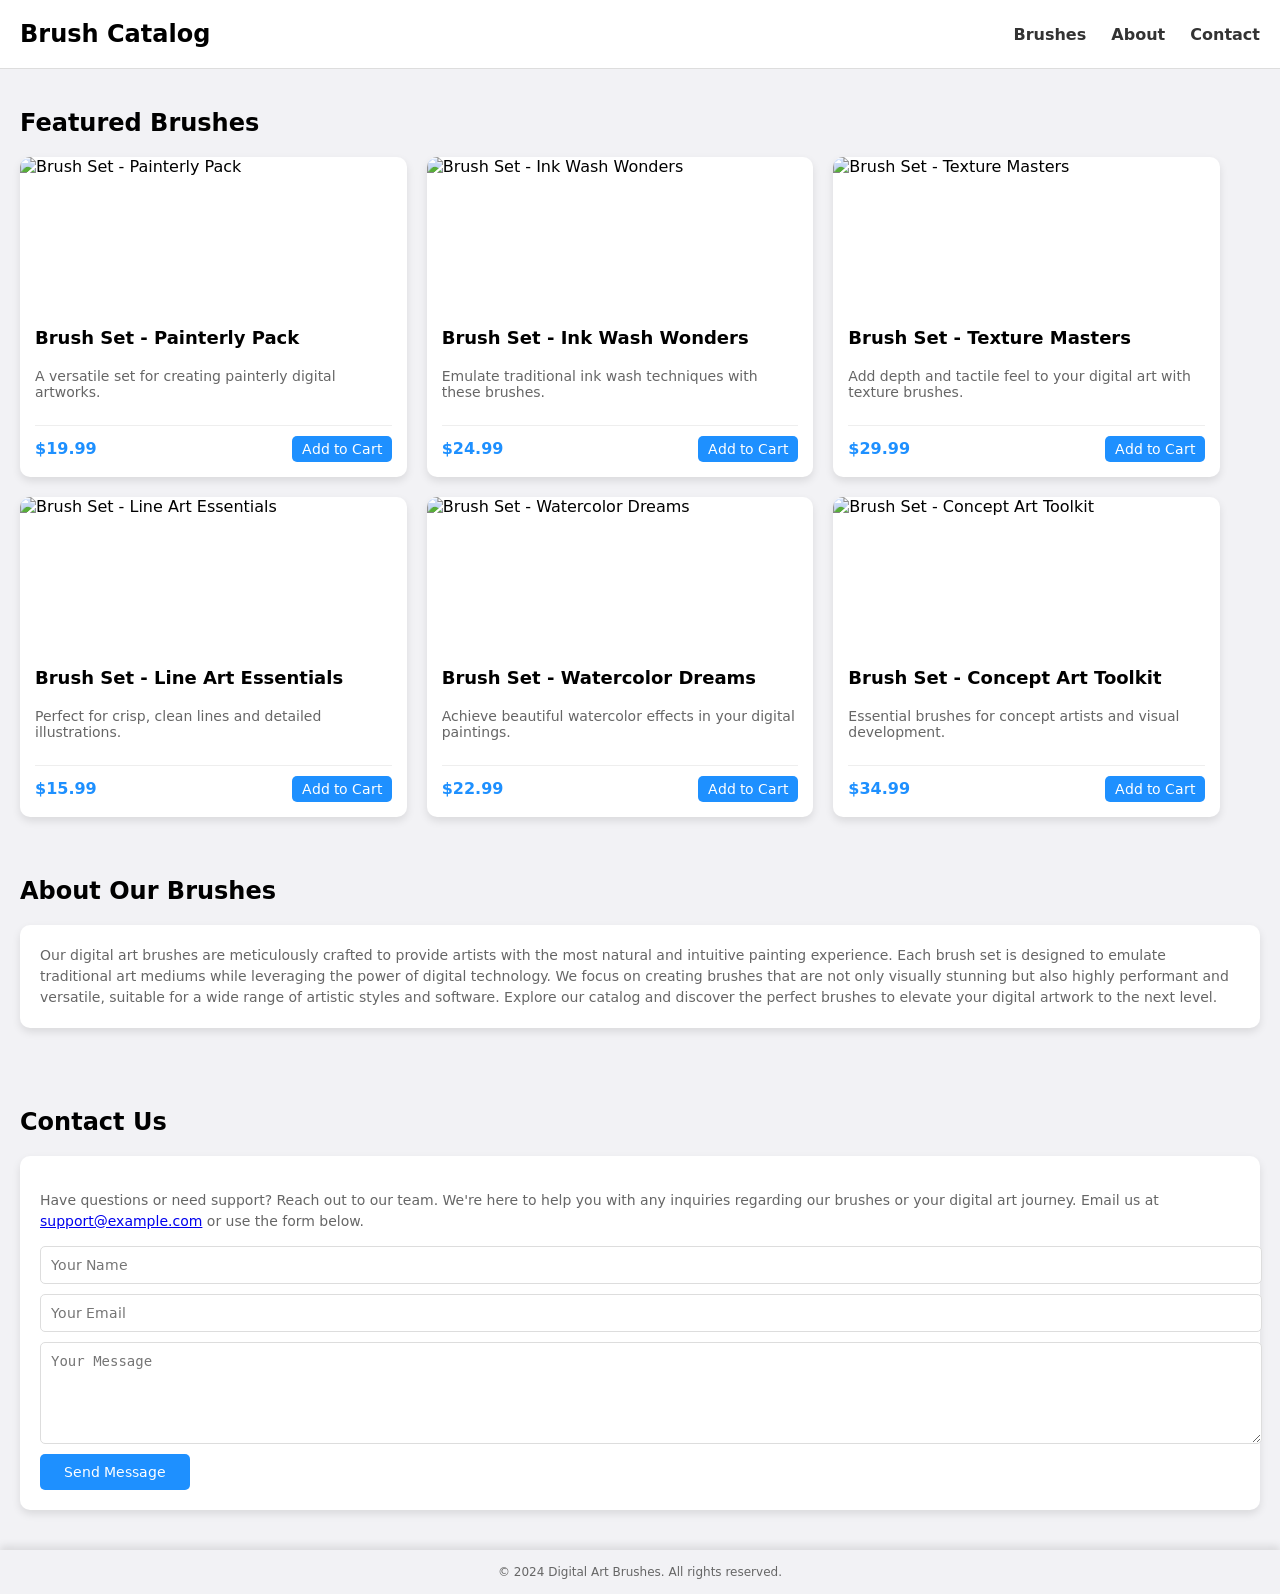 Brush Catalog
Brushes About Contact
Featured Brushes
Brush Set - Painterly Pack
Brush Set - Ink Wash Wonders
Brush Set - Texture Masters
Brush Set - Painterly Pack
A versatile set for creating painterly digital
artworks.
$19.99 Add to Cart
Brush Set - Ink Wash Wonders
Emulate traditional ink wash techniques with
these brushes.
$24.99 Add to Cart
Brush Set - Texture Masters
Add depth and tactile feel to your digital art with
texture brushes.
$29.99 Add to Cart
Brush Set - Line Art Essentials
Brush Set - Watercolor Dreams
Brush Set - Concept Art Toolkit
Brush Set - Line Art Essentials
Perfect for crisp, clean lines and detailed
illustrations.
$15.99 Add to Cart
Brush Set - Watercolor Dreams
Achieve beautiful watercolor effects in your digital
paintings.
$22.99 Add to Cart
Brush Set - Concept Art Toolkit
Essential brushes for concept artists and visual
development.
$34.99 Add to Cart
About Our Brushes
Our digital art brushes are meticulously crafted to provide artists with the most natural and intuitive painting experience. Each brush set is designed to emulate
traditional art mediums while leveraging the power of digital technology. We focus on creating brushes that are not only visually stunning but also highly performant and
versatile, suitable for a wide range of artistic styles and software. Explore our catalog and discover the perfect brushes to elevate your digital artwork to the next level.
Contact Us
Have questions or need support? Reach out to our team. We're here to help you with any inquiries regarding our brushes or your digital art journey. Email us at
support@example.com or use the form below.
Your Name
Your Email
Your Message
Send Message
© 2024 Digital Art Brushes. All rights reserved.